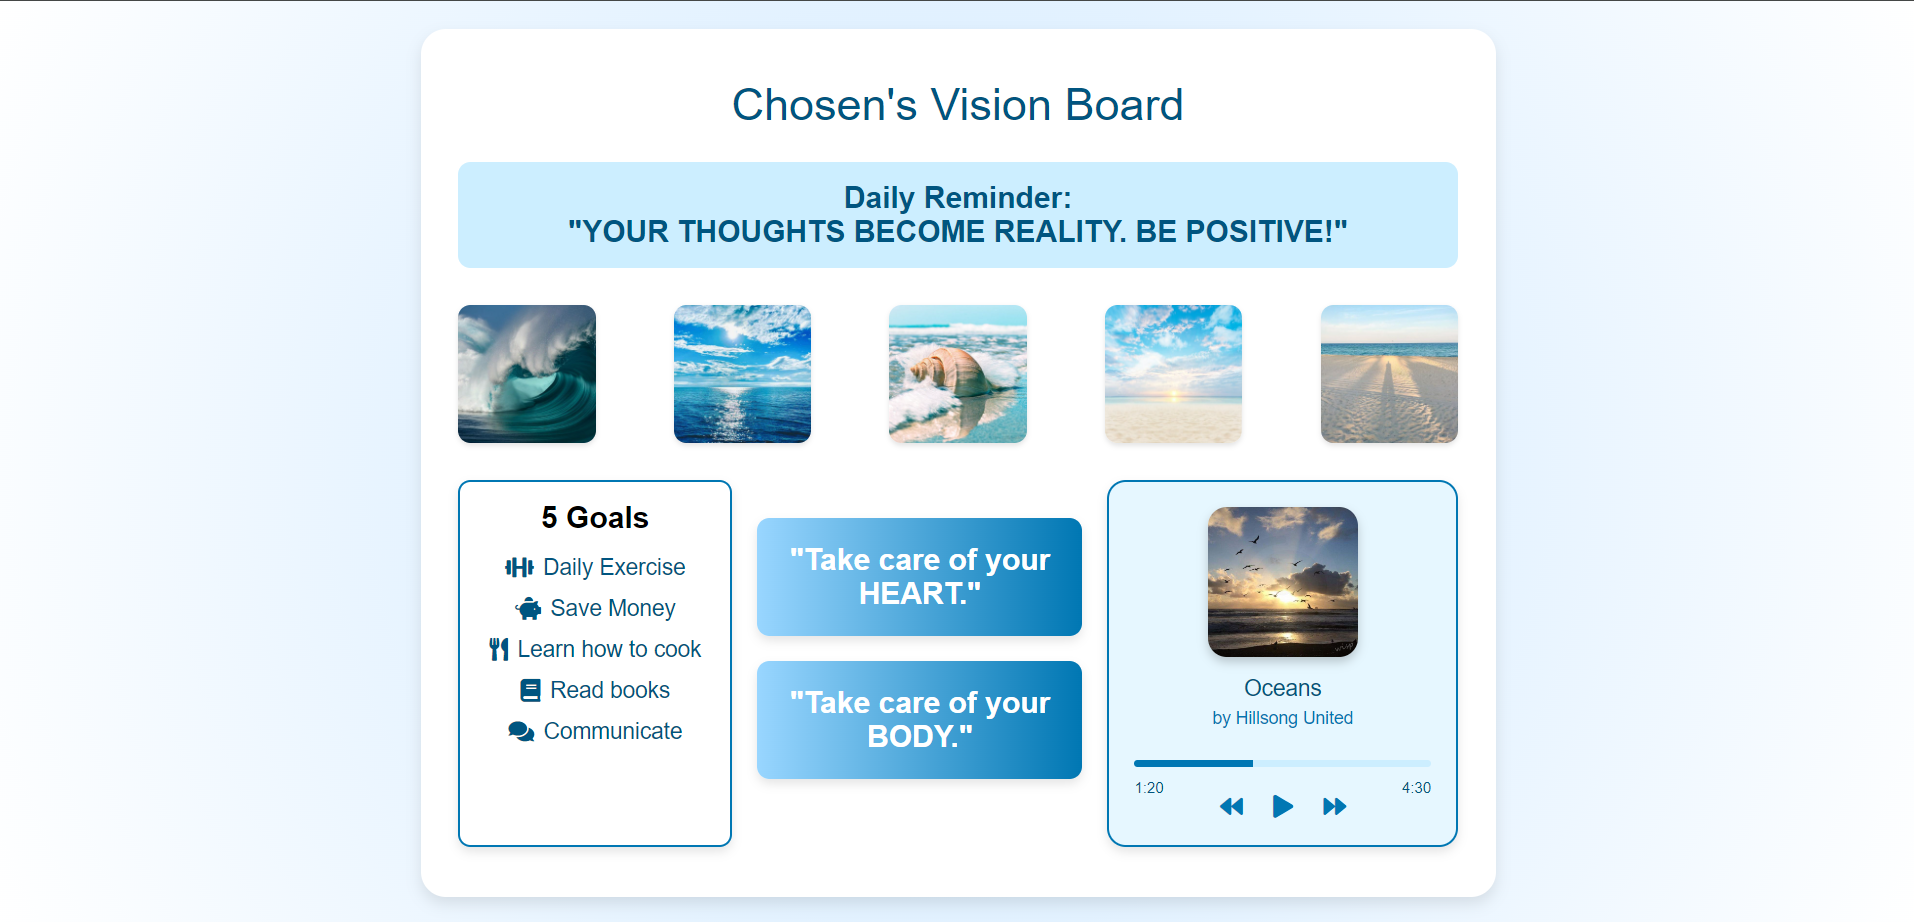 Chosen's Vision Board
Daily Reminder:
"YOUR THOUGHTS BECOME REALITY. BE POSITIVE!"
5 Goals
Daily Exercise
Save Money
Learn how to cook
Read books
Communicate
"Take care of your
HEART."
"Take care of your
BODY."
Oceans
by Hillsong United
1:20
4:30